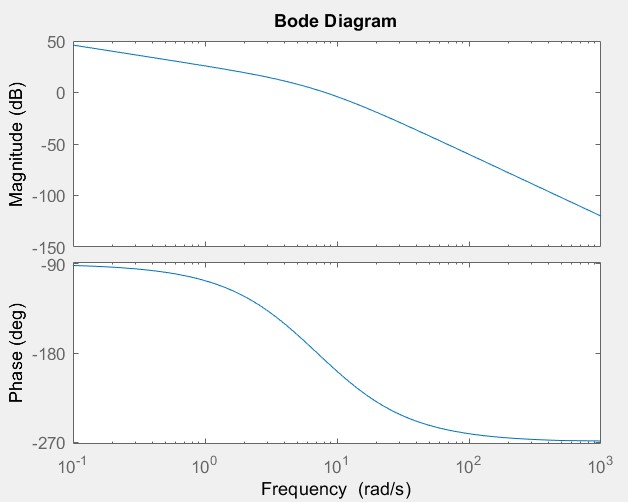 Bode Diagram
Magnitude (dB)
50
0
-50
-100
-150
Phase (deg)
-90
-180
-270
10^-1 10^0 10^1 10^2 10^3
Frequency (rad/s)